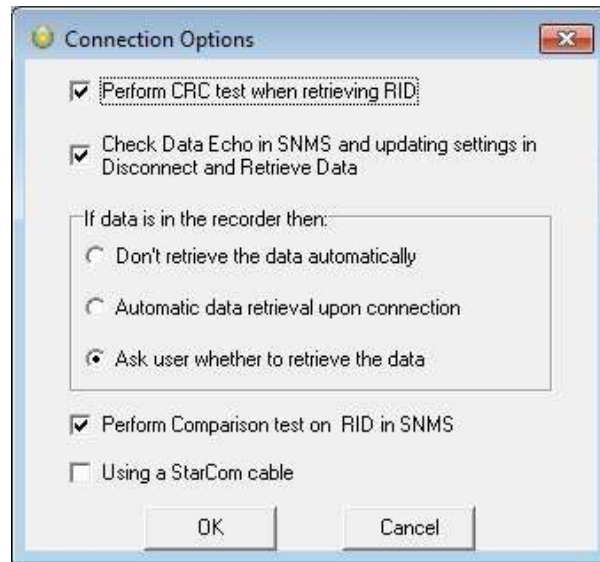 Connection Options
Perform CRC test when retrieving RID
Check Data Echo in SNMS and updating settings in
Disconnect and Retrieve Data
If data is in the recorder then:
Don't retrieve the data automatically
Automatic data retrieval upon connection
Ask user whether to retrieve the data
Perform Comparison test on RID in SNMS
Using a StarCom cable
OK Cancel